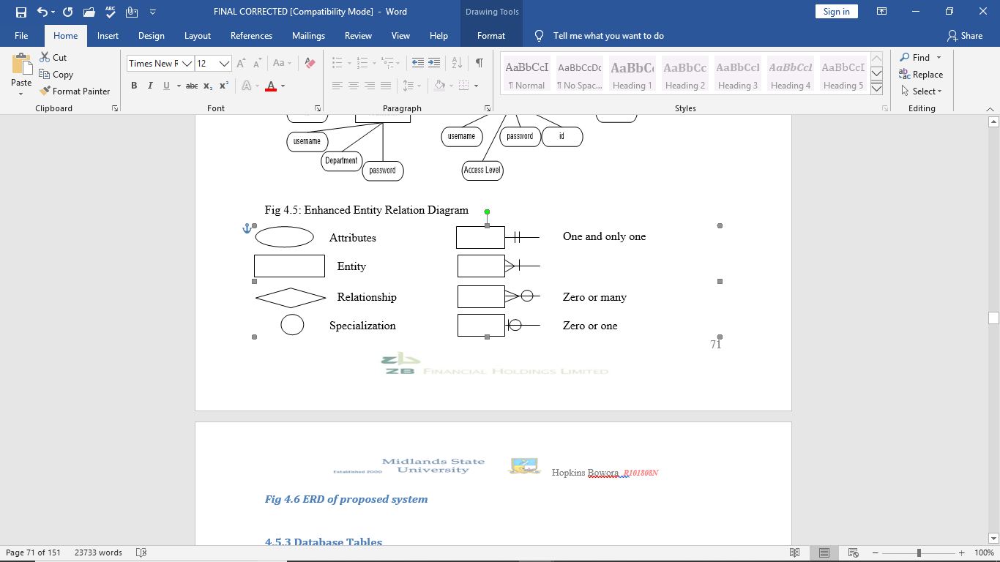 FINAL CORRECTED [Compatibility Mode] - Word
Drawing Tools
Sign in
File Home Insert Design Layout References Mailings Review View Help Format Tell me what you want to do Share
Paste
Cut
Copy
Format Painter
Clipboard
Times New F 12
Aa
B I U abc x₂ x² A A
Font
Paragraph
AaBbCcI AaBbCcDc AaBbCc AaBbCc AaBbCcI AaBbCcI AaBbCcI
¶ Normal ¶ No Spac... Heading 1 Heading 2 Heading 3 Heading 4 Heading 5
Styles
Find
Replace
Select
Editing
username username password id
Department
password Access Level
Fig 4.5: Enhanced Entity Relation Diagram
Attributes One and only one
Entity
Relationship Zero or many
Specialization Zero or one
71
ZB FINANCIAL HOLDINGS LIMITED
Established 2000 Midlands State University
Hopkins Bowora R101808N
Fig 4.6 ERD of proposed system
4.5.3 Database Tables
Page 71 of 151 23733 words 100%